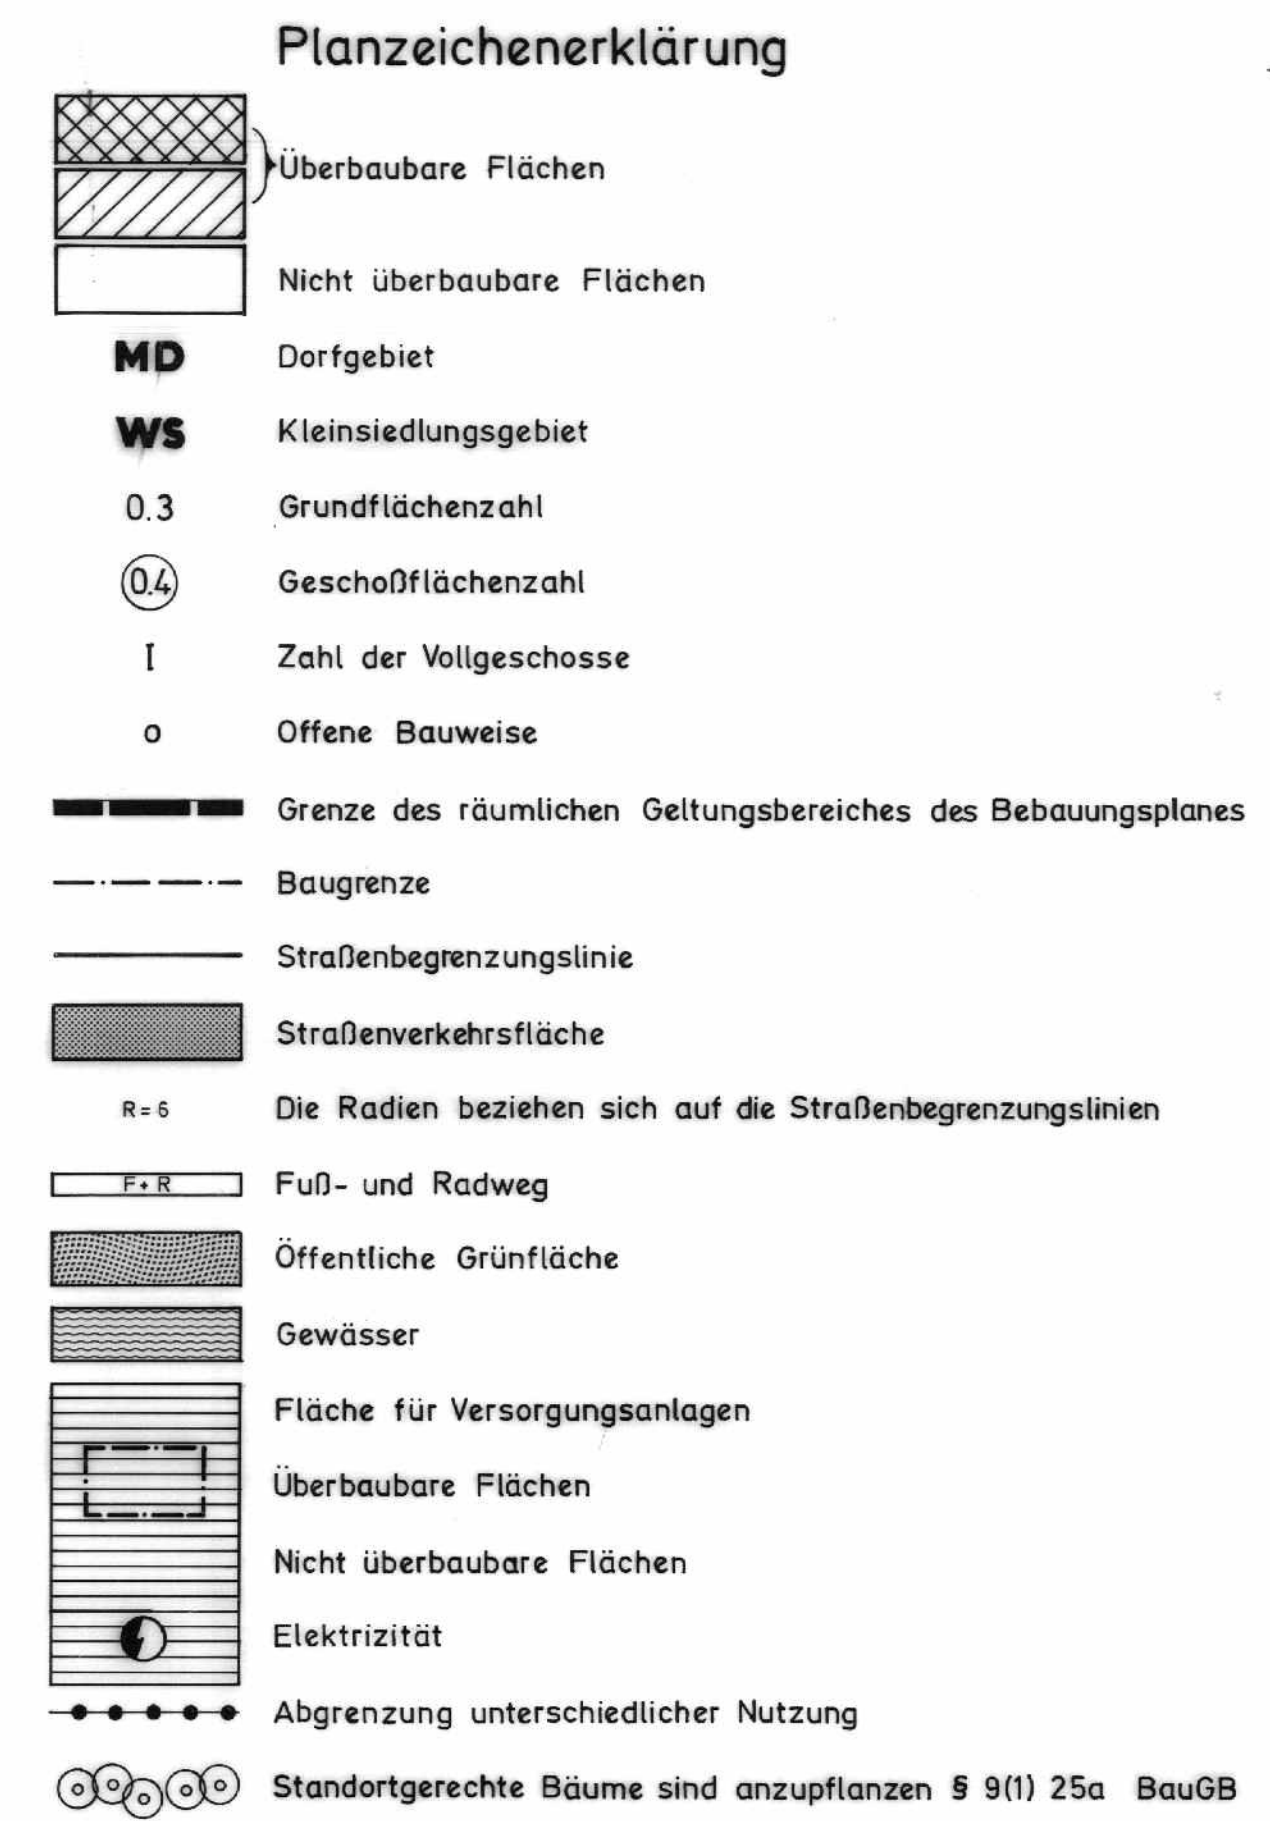 Planzeichenerklärung
Überbaubare Flächen
Nicht überbaubare Flächen
MD Dorfgebiet
WS Kleinsiedlungsgebiet
0.3 Grundflächenzahl
0.4 Geschoßflächenzahl
I Zahl der Vollgeschosse
o Offene Bauweise
Grenze des räumlichen Geltungsbereiches des Bebauungsplanes
Baugrenze
Straßenbegrenzungslinie
Straßenverkehrsfläche
R = 6 Die Radien beziehen sich auf die Straßenbegrenzungslinien
F + R Fuß- und Radweg
Öffentliche Grünfläche
Gewässer
Fläche für Versorgungsanlagen
Überbaubare Flächen
Nicht überbaubare Flächen
Elektrizität
Abgrenzung unterschiedlicher Nutzung
Standortgerechte Bäume sind anzupflanzen § 9(1) 25a BauGB